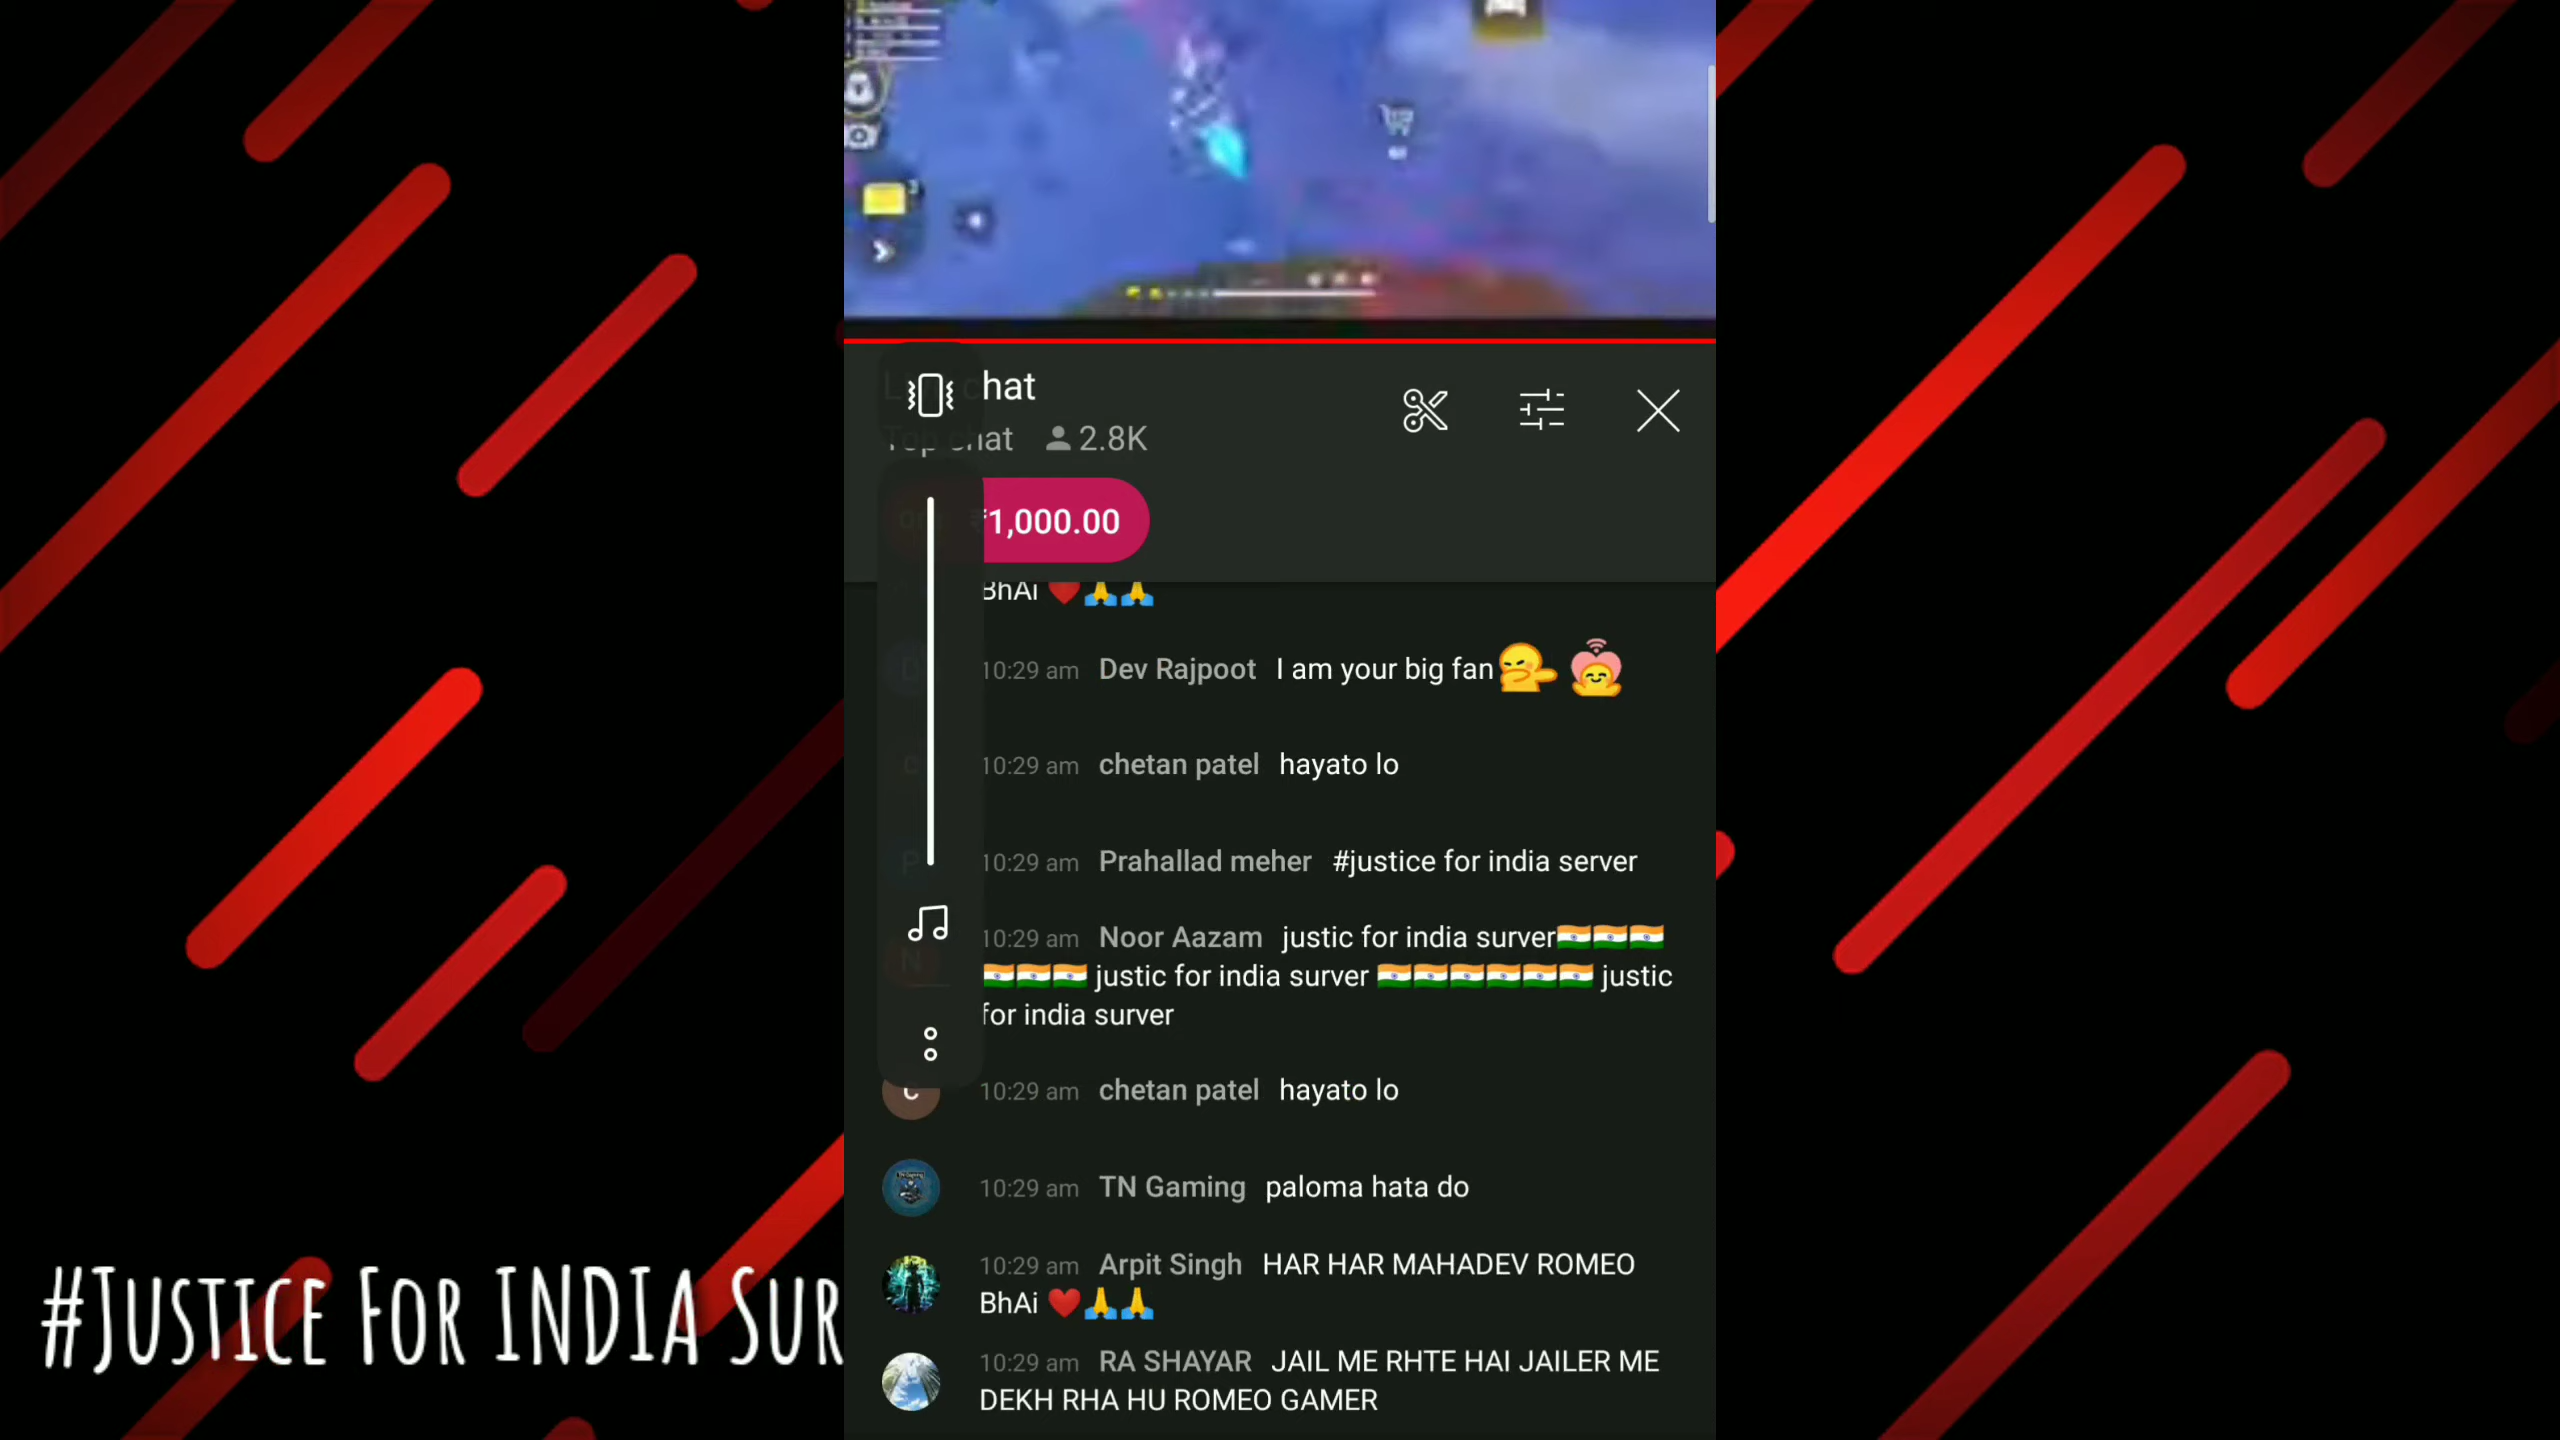 hat
Top chat 2.8K
₹1,000.00
BhAi ❤️🙏🙏
10:29 am Dev Rajpoot I am your big fan
10:29 am chetan patel hayato lo
10:29 am Prahallad meher #justice for india server
10:29 am Noor Aazam justic for india surver🇮🇳🇮🇳🇮🇳
🇮🇳🇮🇳🇮🇳 justic for india surver 🇮🇳🇮🇳🇮🇳🇮🇳🇮🇳🇮🇳 justic
for india surver
10:29 am chetan patel hayato lo
10:29 am TN Gaming paloma hata do
10:29 am Arpit Singh HAR HAR MAHADEV ROMEO
BhAi ❤️🙏🙏
10:29 am RA SHAYAR JAIL ME RHTE HAI JAILER ME
DEKH RHA HU ROMEO GAMER
#JUSTICE FOR INDIA SUR